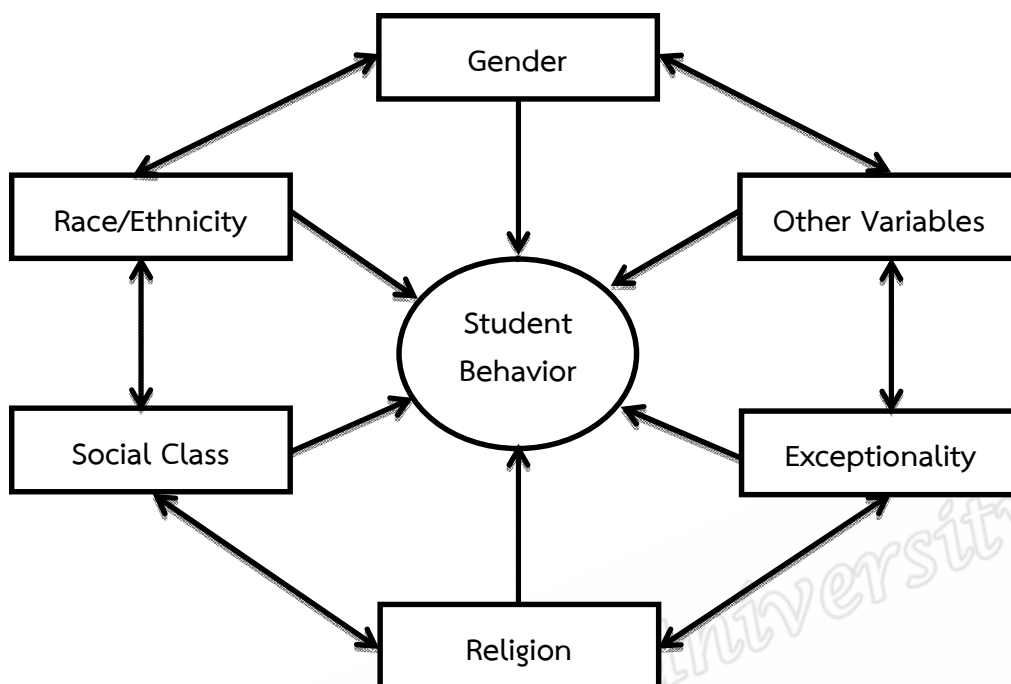 Gender
Race/Ethnicity
Other Variables
Student
Behavior
Social Class
Exceptionality
Religion